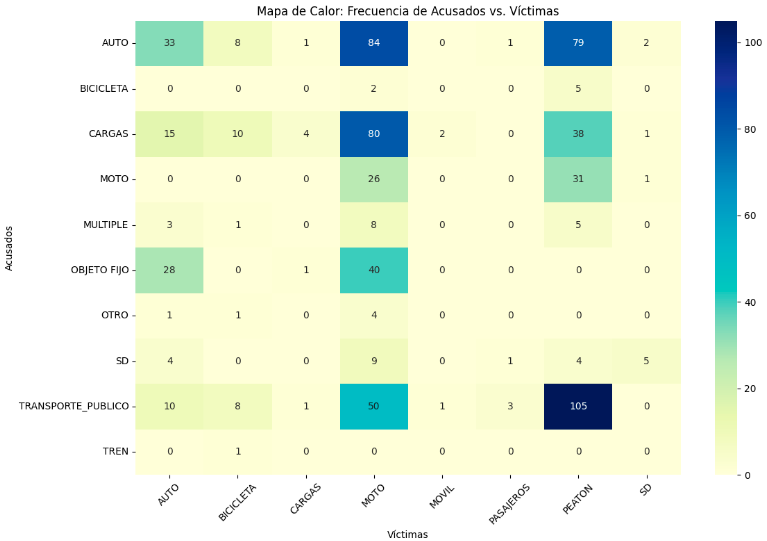 Mapa de Calor: Frecuencia de Acusados vs. Víctimas
AUTO 33 8 1 84 0 1 79 2
BICICLETA 0 0 0 2 0 0 5 0
CARGAS 15 10 4 80 2 0 38 1
MOTO 0 0 0 26 0 0 31 1
MULTIPLE 3 1 0 8 0 0 5 0
OBJETO FIJO 28 0 1 40 0 0 0 0
OTRO 1 1 0 4 0 0 0 0
SD 4 0 0 9 0 1 4 5
TRANSPORTE_PUBLICO 10 8 1 50 1 3 105 0
TREN 0 1 0 0 0 0 0 0
AUTO BICICLETA CARGAS MOTO MOVIL PASAJEROS PEATON SD
Víctimas
Acusados
100
80
60
40
20
0